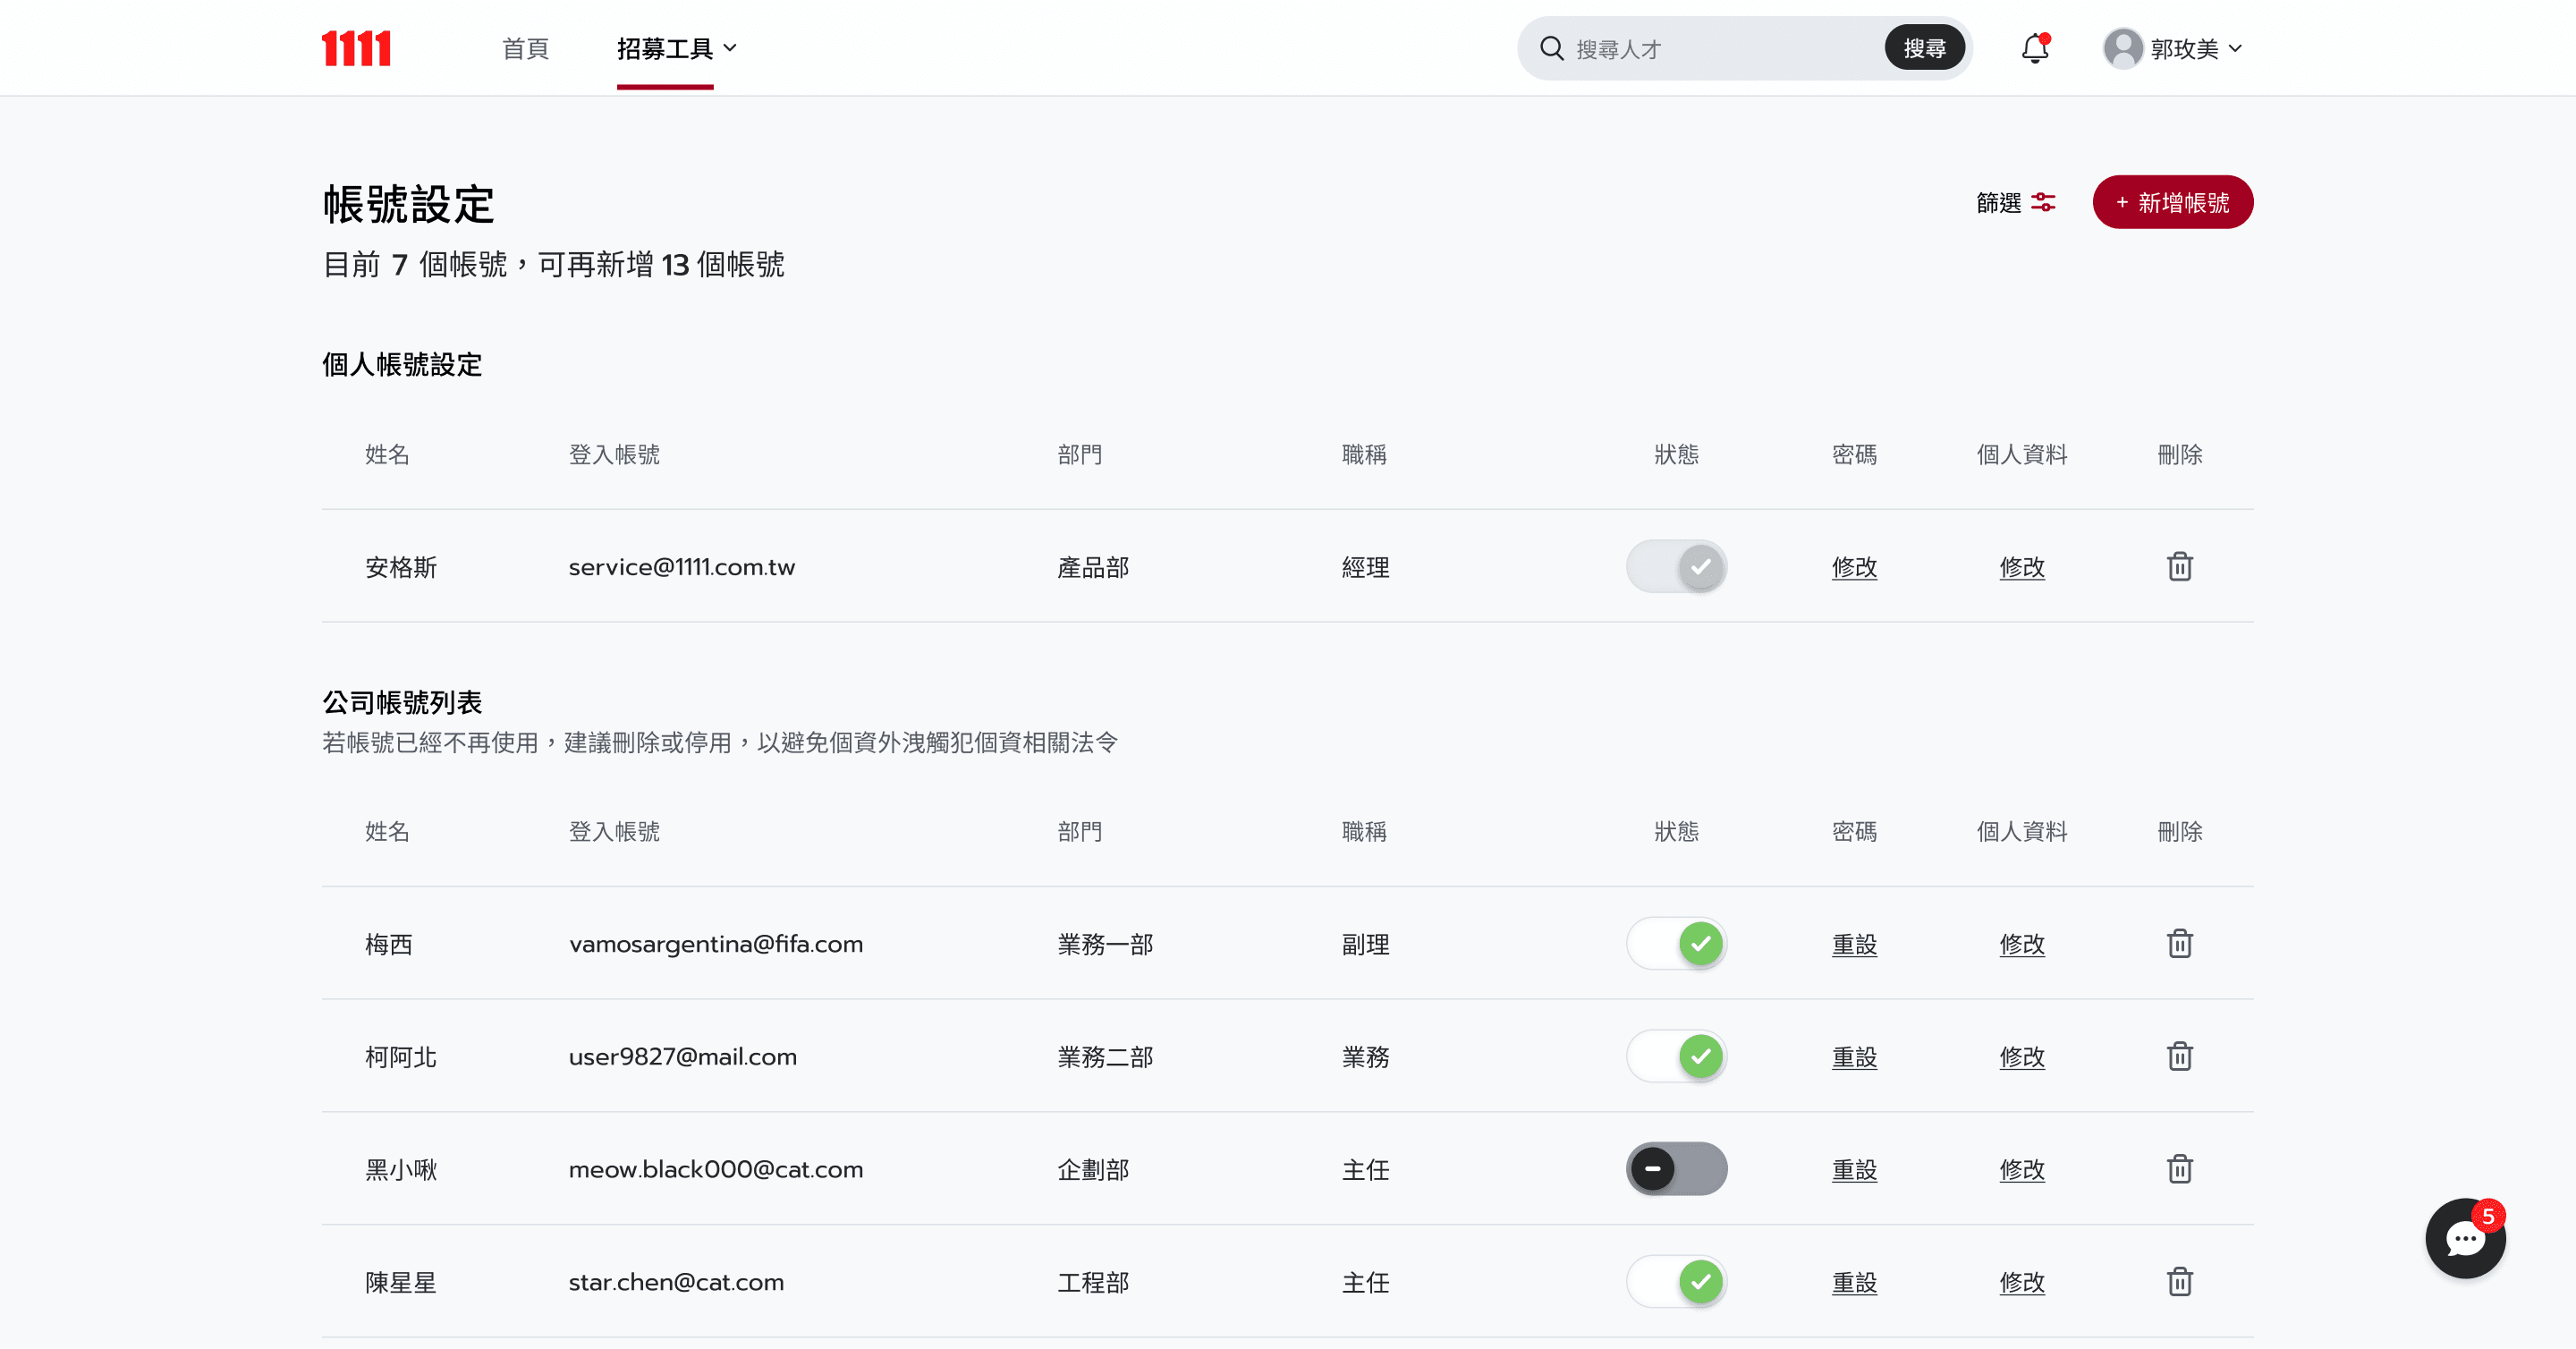 1111 首頁 招募工具 搜尋人才 搜尋 郭玫美
帳號設定 篩選 + 新增帳號
目前 7 個帳號，可再新增 13 個帳號
個人帳號設定
姓名 登入帳號 部門 職稱 狀態 密碼 個人資料 刪除
安格斯 service@1111.com.tw 產品部 經理 修改 修改
公司帳號列表
若帳號已經不再使用，建議刪除或停用，以避免個資外洩觸犯個資相關法令
姓名 登入帳號 部門 職稱 狀態 密碼 個人資料 刪除
梅西 vamosargentina@fifa.com 業務一部 副理 重設 修改
柯阿北 user9827@mail.com 業務二部 業務 重設 修改
黑小啾 meow.black000@cat.com 企劃部 主任 重設 修改
5
陳星星 star.chen@cat.com 工程部 主任 重設 修改